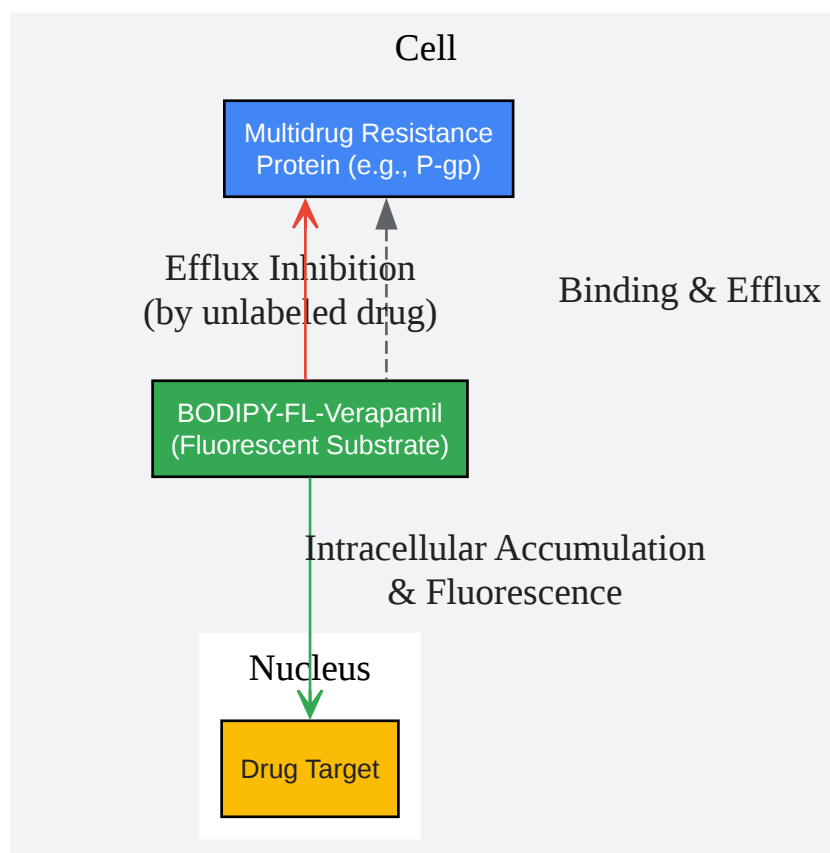 Cell
Multidrug Resistance
Protein (e.g., P-gp)
Efflux Inhibition
(by unlabeled drug)
Binding & Efflux
BODIPY-FL-Verapamil
(Fluorescent Substrate)
Intracellular Accumulation
& Fluorescence
Nucleus
Drug Target